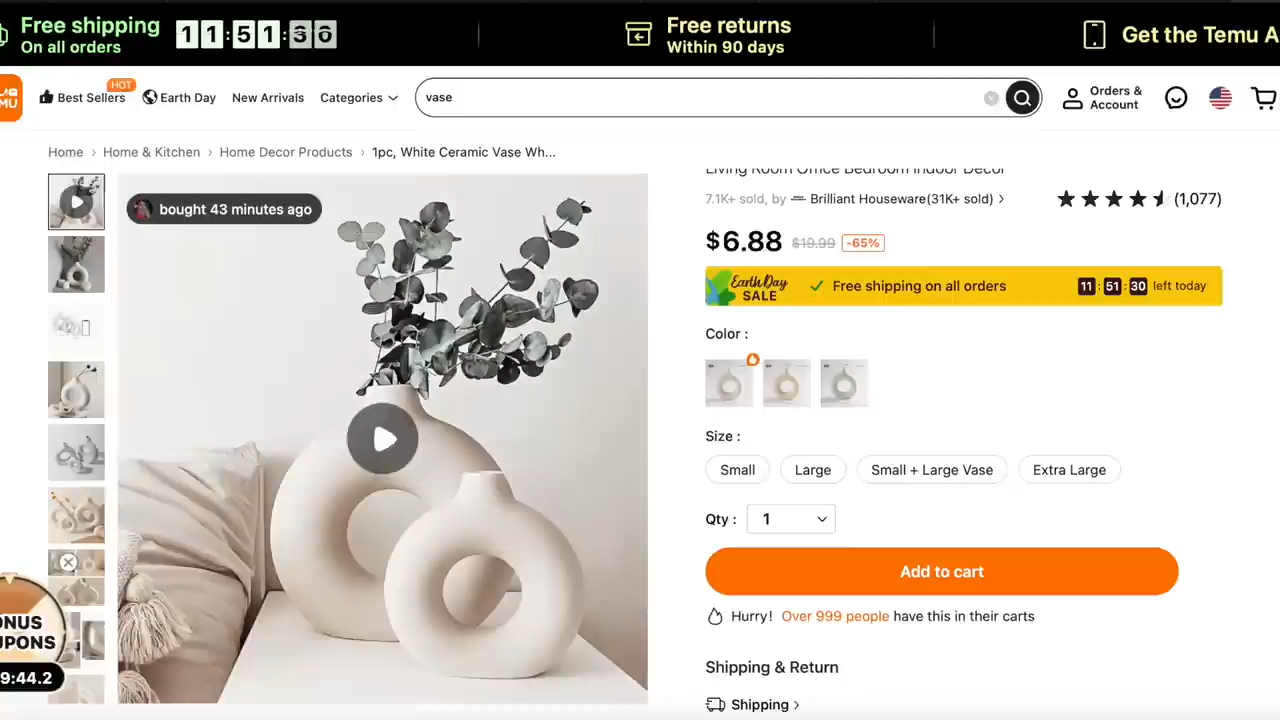 Free shipping
On all orders
11:51:30
Free returns
Within 90 days
Get the Temu A
MU
Best Sellers
HOT
Earth Day
New Arrivals
Categories
vase
Orders &
Account
Home › Home & Kitchen › Home Decor Products › 1pc, White Ceramic Vase Wh...
bought 43 minutes ago
Living Room Office Bedroom Indoor Decor
7.1K+ sold, by Brilliant Houseware(31K+ sold) ›
(1,077)
$6.88 $19.99 -65%
Earth Day
SALE
Free shipping on all orders
11:51:30 left today
Color :
Size :
Small
Large
Small + Large Vase
Extra Large
Qty : 1
Add to cart
Hurry! Over 999 people have this in their carts
ONUS
UPONS
9:44.2
Shipping & Return
Shipping ›